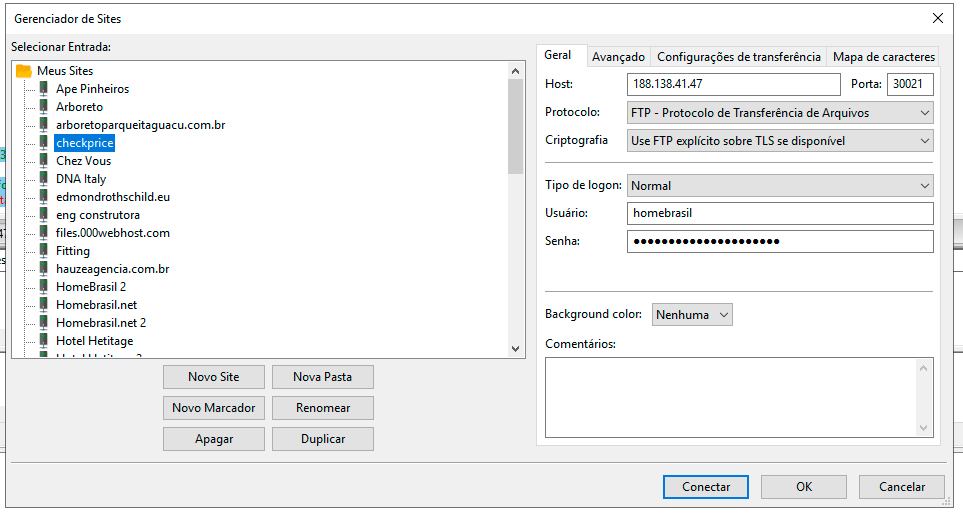 Gerenciador de Sites
Selecionar Entrada:
Meus Sites
Ape Pinheiros
Arboreto
arboretoparqueitaguacu.com.br
checkprice
Chez Vous
DNA Italy
edmondrothschild.eu
eng construtora
files.000webhost.com
Fitting
hauzeagencia.com.br
HomeBrasil 2
Homebrasil.net
Homebrasil.net 2
Hotel Hetitage
Novo Site Nova Pasta
Novo Marcador Renomear
Apagar Duplicar
Geral Avançado Configurações de transferência Mapa de caracteres
Host: 188.138.41.47 Porta: 30021
Protocolo: FTP - Protocolo de Transferência de Arquivos
Criptografia Use FTP explícito sobre TLS se disponível
Tipo de logon: Normal
Usuário: homebrasil
Senha: ●●●●●●●●●●●●●●●●●●●●●
Background color: Nenhuma
Comentários:
Conectar OK Cancelar